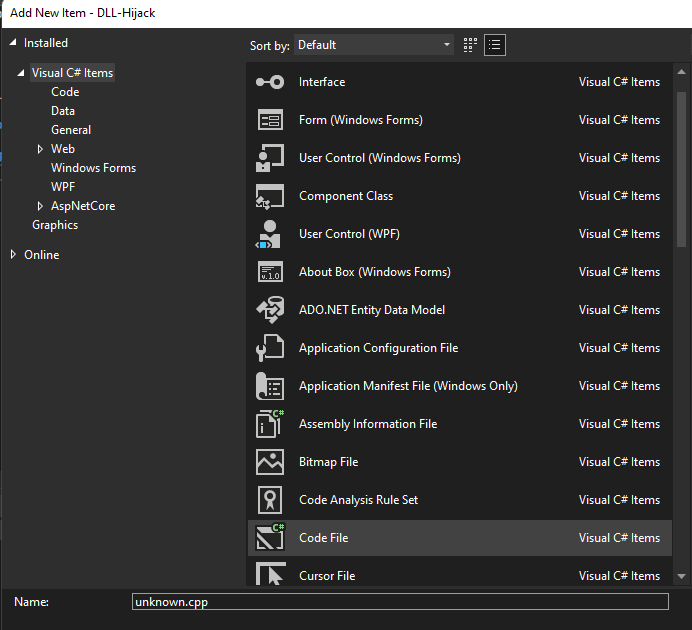 Add New Item - DLL-Hijack
Installed
Sort by: Default
Visual C# Items
Code
Data
General
Web
Windows Forms
WPF
AspNetCore
Graphics
Online
Interface Visual C# Items
Form (Windows Forms) Visual C# Items
User Control (Windows Forms) Visual C# Items
Component Class Visual C# Items
User Control (WPF) Visual C# Items
v.1.0
About Box (Windows Forms) Visual C# Items
ADO.NET Entity Data Model Visual C# Items
Application Configuration File Visual C# Items
Application Manifest File (Windows Only) Visual C# Items
C#
Assembly Information File Visual C# Items
Bitmap File Visual C# Items
Code Analysis Rule Set Visual C# Items
C#
Code File Visual C# Items
Cursor File Visual C# Items
Name: unknown.cpp